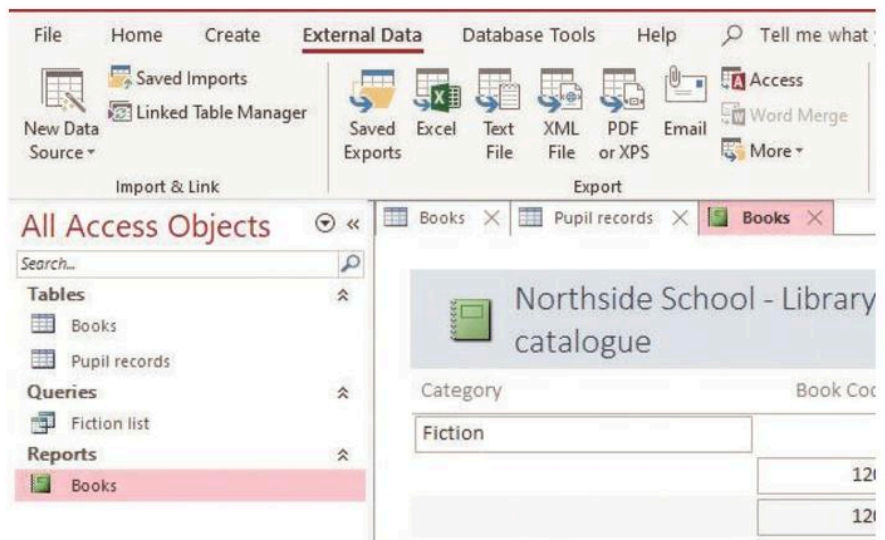 File Home Create External Data Database Tools Help Tell me what
Saved Imports
Linked Table Manager
New Data
Source
Import & Link
Saved
Exports
Excel
Text
File
XML
File
PDF
or XPS
Email
Access
Word Merge
More
Export
All Access Objects
Search...
Tables
Books
Pupil records
Queries
Fiction list
Reports
Books
Books Pupil records Books
Northside School - Library
catalogue
Category Book
Fiction